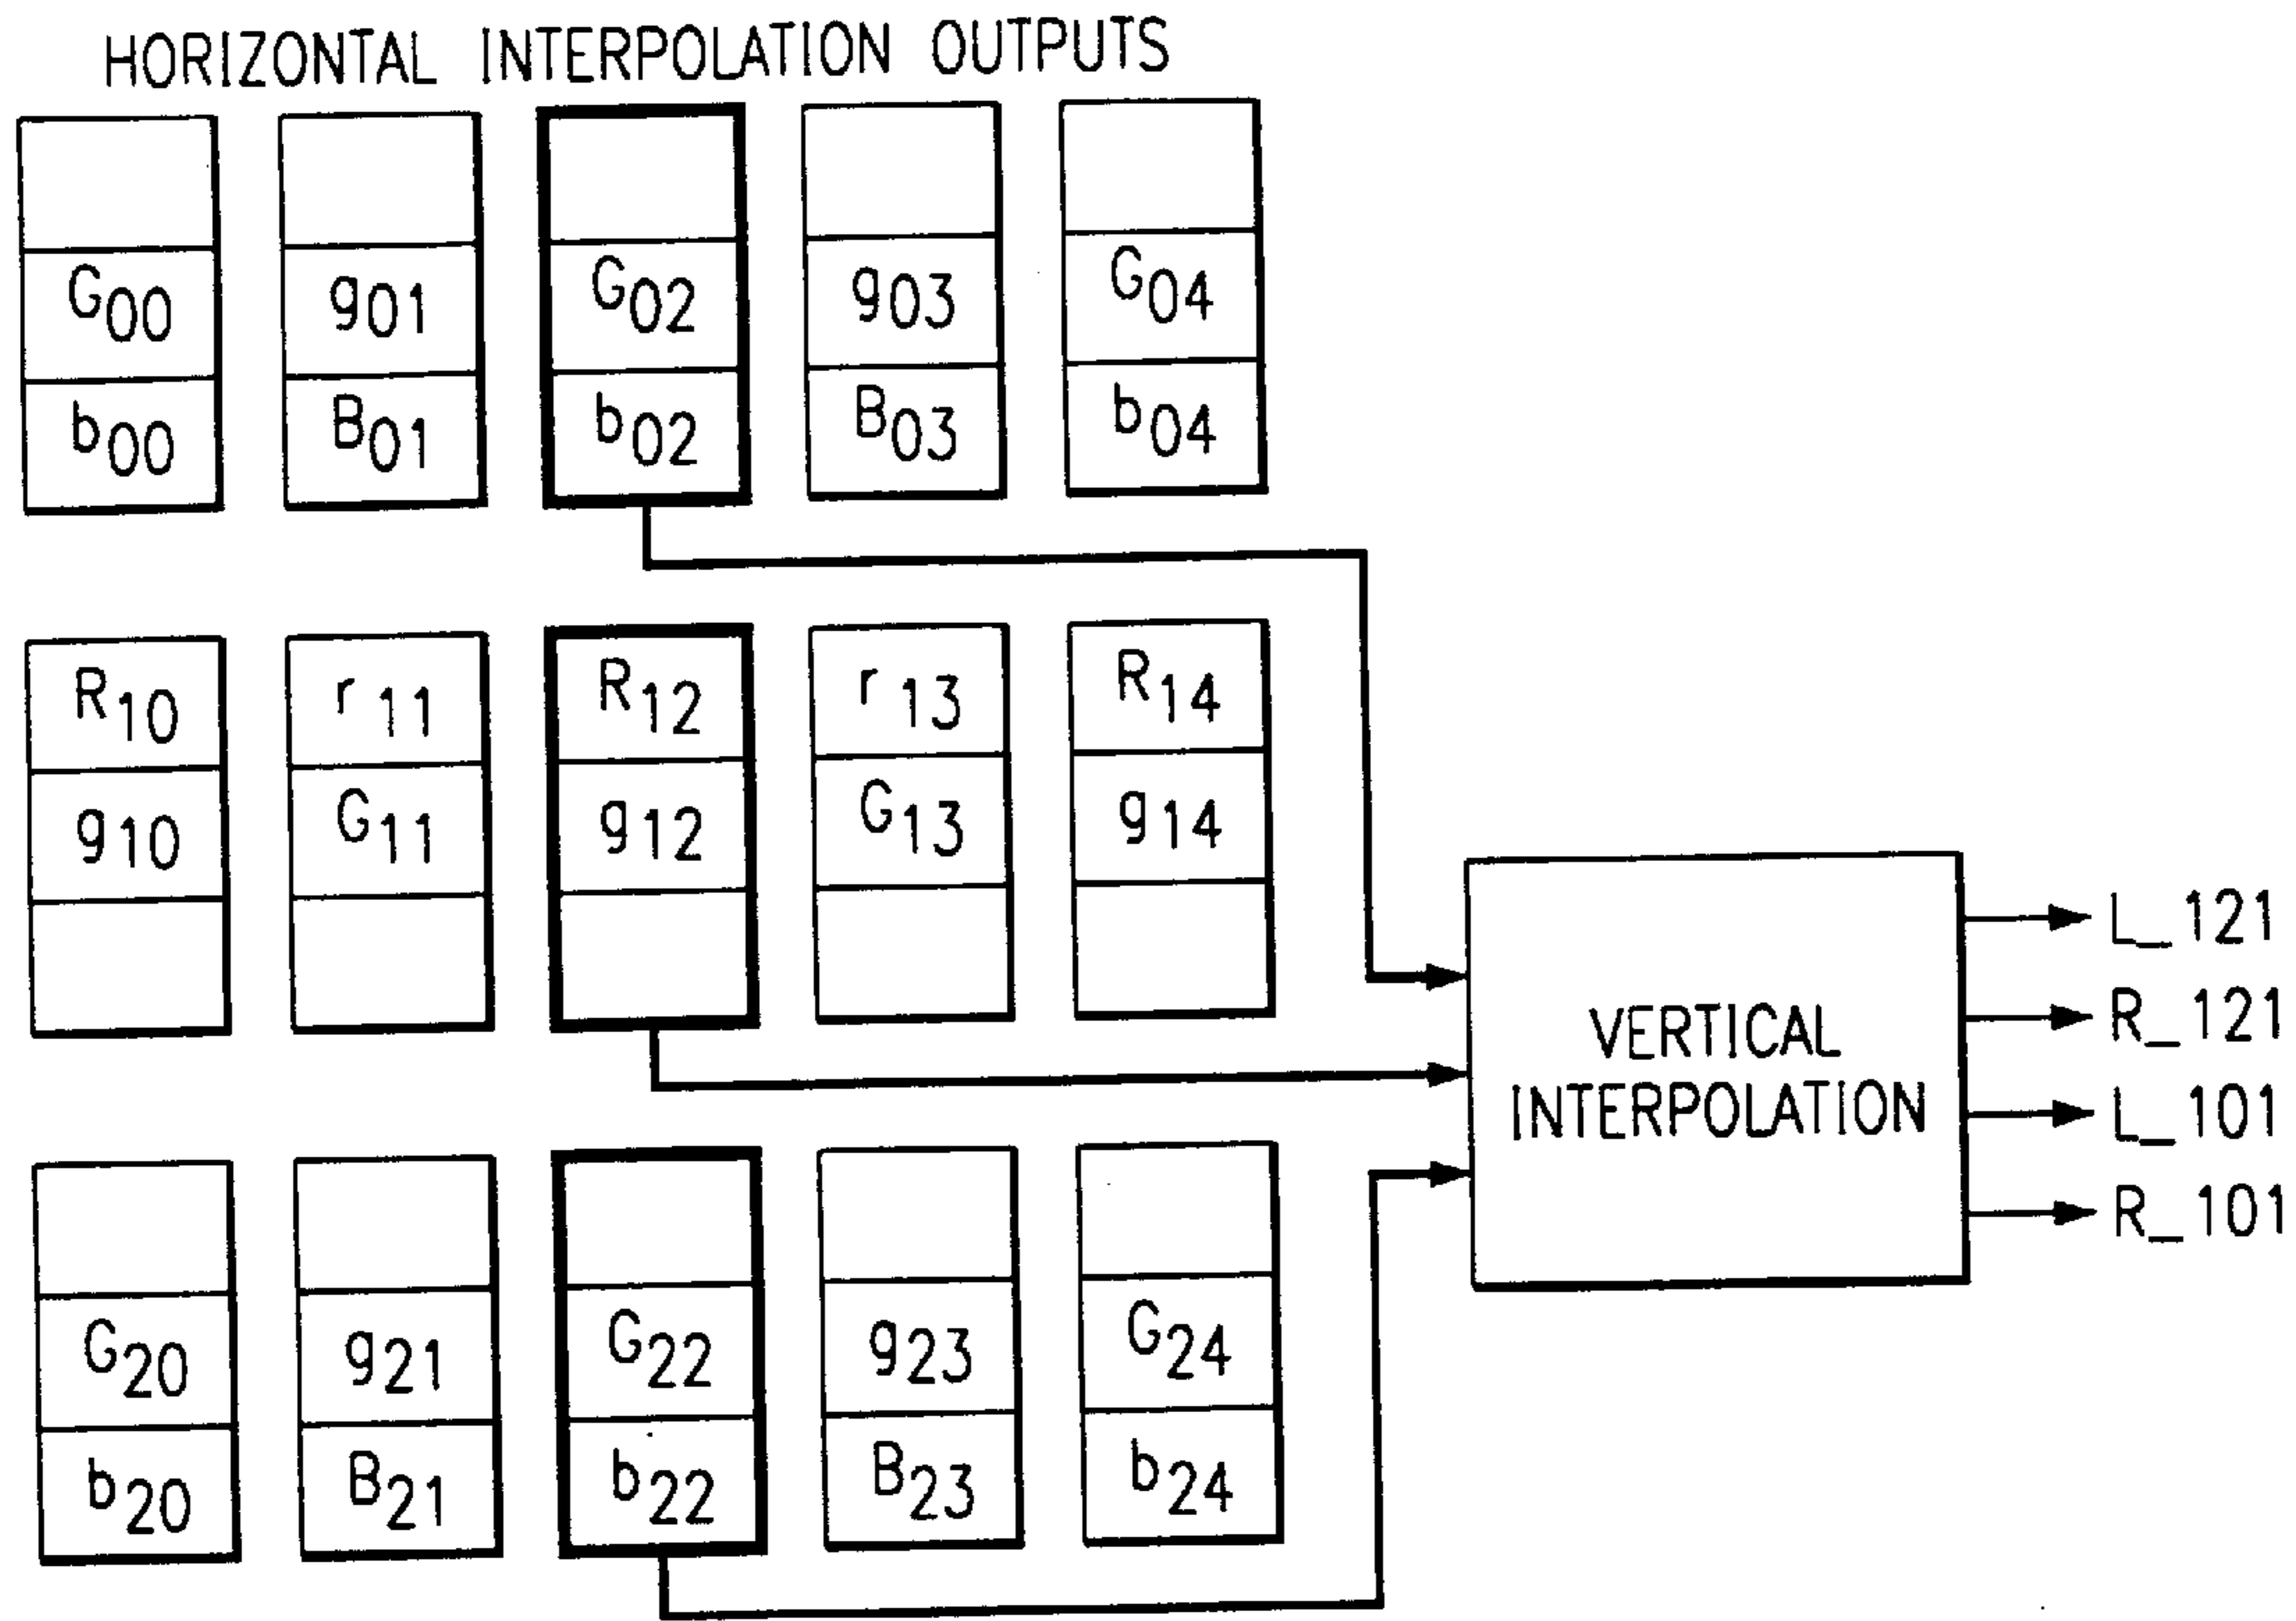 HORIZONTAL INTERPOLATION OUTPUTS
G00 g01 G02 g03 G04
b00 B01 b02 B03 b04
R10 r11 R12 r13 R14
g10 G11 g12 G13 g14
G20 g21 G22 g23 G24
b20 B21 b22 B23 b24
VERTICAL
INTERPOLATION
L_121
R_121
L_101
R_101